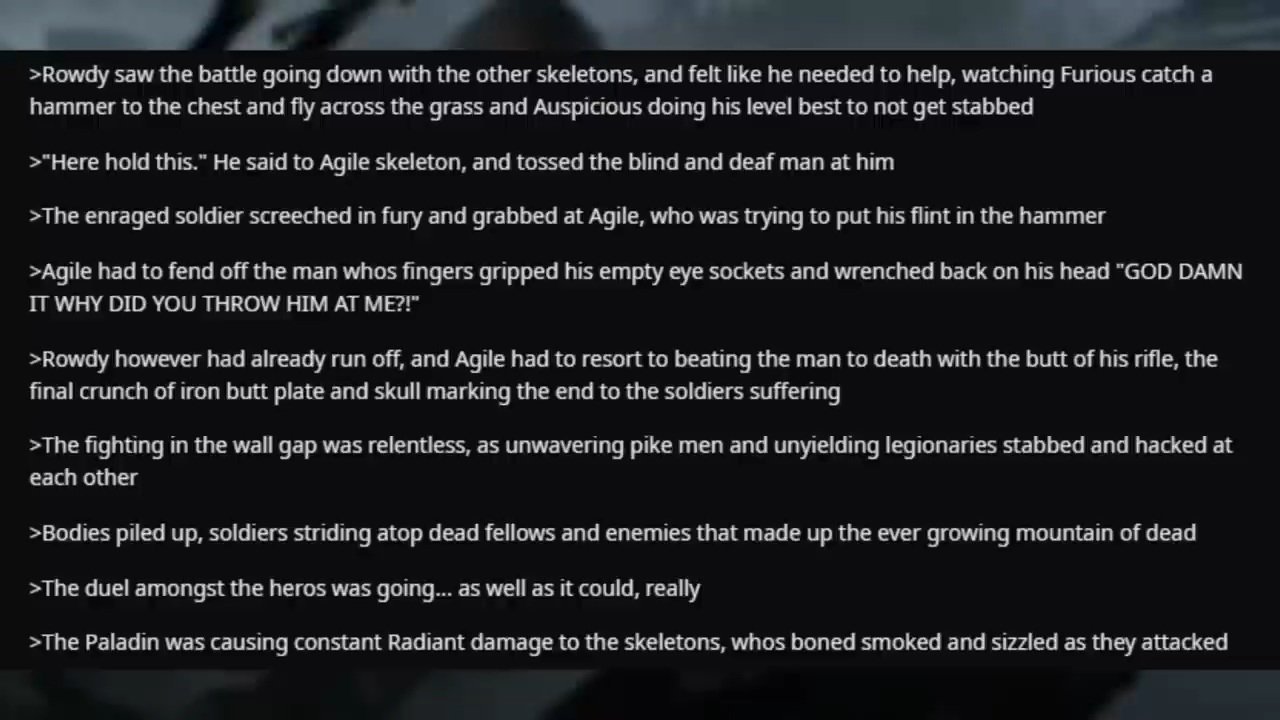 >Rowdy saw the battle going down with the other skeletons, and felt like he needed to help, watching Furious catch a
hammer to the chest and fly across the grass and Auspicious doing his level best to not get stabbed
>"Here hold this." He said to Agile skeleton, and tossed the blind and deaf man at him
>The enraged soldier screeched in fury and grabbed at Agile, who was trying to put his flint in the hammer
>Agile had to fend off the man whos fingers gripped his empty eye sockets and wrenched back on his head "GOD DAMN
IT WHY DID YOU THROW HIM AT ME?!"
>Rowdy however had already run off, and Agile had to resort to beating the man to death with the butt of his rifle, the
final crunch of iron butt plate and skull marking the end to the soldiers suffering
>The fighting in the wall gap was relentless, as unwavering pike men and unyielding legionaries stabbed and hacked at
each other
>Bodies piled up, soldiers striding atop dead fellows and enemies that made up the ever growing mountain of dead
>The duel amongst the heros was going... as well as it could, really
>The Paladin was causing constant Radiant damage to the skeletons, whos boned smoked and sizzled as they attacked